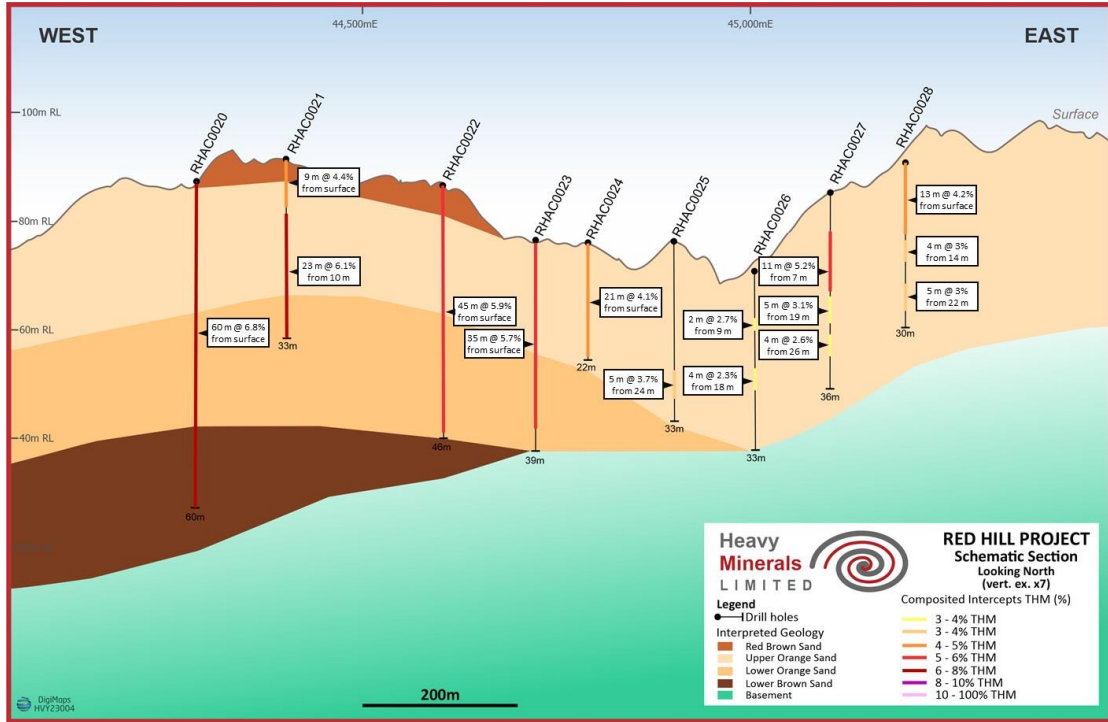 44,500mE
45,000mE
WEST
EAST
100m RL
80m RL
60m RL
40m RL
Surface
RHAC0020
RHAC0021
RHAC0022
RHAC0023
RHAC0024
RHAC0025
RHAC0026
RHAC0027
RHAC0028
9 m @ 4.4%
from surface
23 m @ 6.1%
from 10 m
60 m @ 6.8%
from surface
45 m @ 5.9%
from surface
35 m @ 5.7%
from surface
21 m @ 4.1%
from surface
5 m @ 3.7%
from 24 m
2 m @ 2.7%
from 9 m
4 m @ 2.3%
from 18 m
11 m @ 5.2%
from 7 m
5 m @ 3.1%
from 19 m
4 m @ 2.6%
from 26 m
13 m @ 4.2%
from surface
4 m @ 3%
from 14 m
5 m @ 3%
from 22 m
60m
33m
46m
39m
22m
33m
33m
36m
30m
Heavy
Minerals
LIMITED
RED HILL PROJECT
Schematic Section
Looking North
(vert. ex. x7)
Legend
Drill holes
Interpreted Geology
Red Brown Sand
Upper Orange Sand
Lower Orange Sand
Lower Brown Sand
Basement
Composited Intercepts THM (%)
3 - 4% THM
3 - 4% THM
4 - 5% THM
5 - 6% THM
6 - 8% THM
8 - 10% THM
10 - 100% THM
200m
DigiMaps
HVY23004